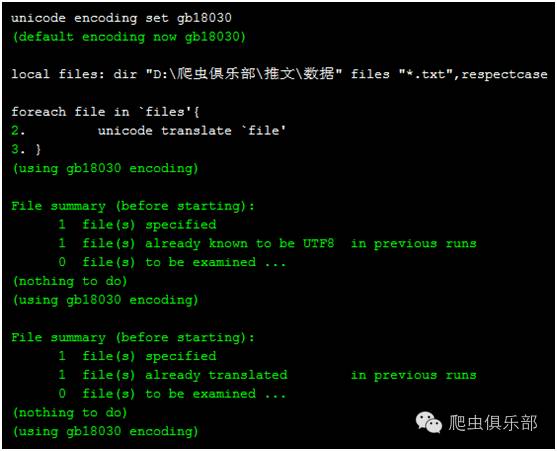 unicode encoding set gb18030
(default encoding now gb18030)
local files: dir "D:\爬虫俱乐部\推文\数据" files "*.txt",respectcase
foreach file in `files'{
2.         unicode translate `file'
3. }
(using gb18030 encoding)
File summary (before starting):
1  file(s) specified
1  file(s) already known to be UTF8  in previous runs
0  file(s) to be examined ...
(nothing to do)
(using gb18030 encoding)
File summary (before starting):
1  file(s) specified
1  file(s) already translated        in previous runs
0  file(s) to be examined ...
(nothing to do)
(using gb18030 encoding)
爬虫俱乐部